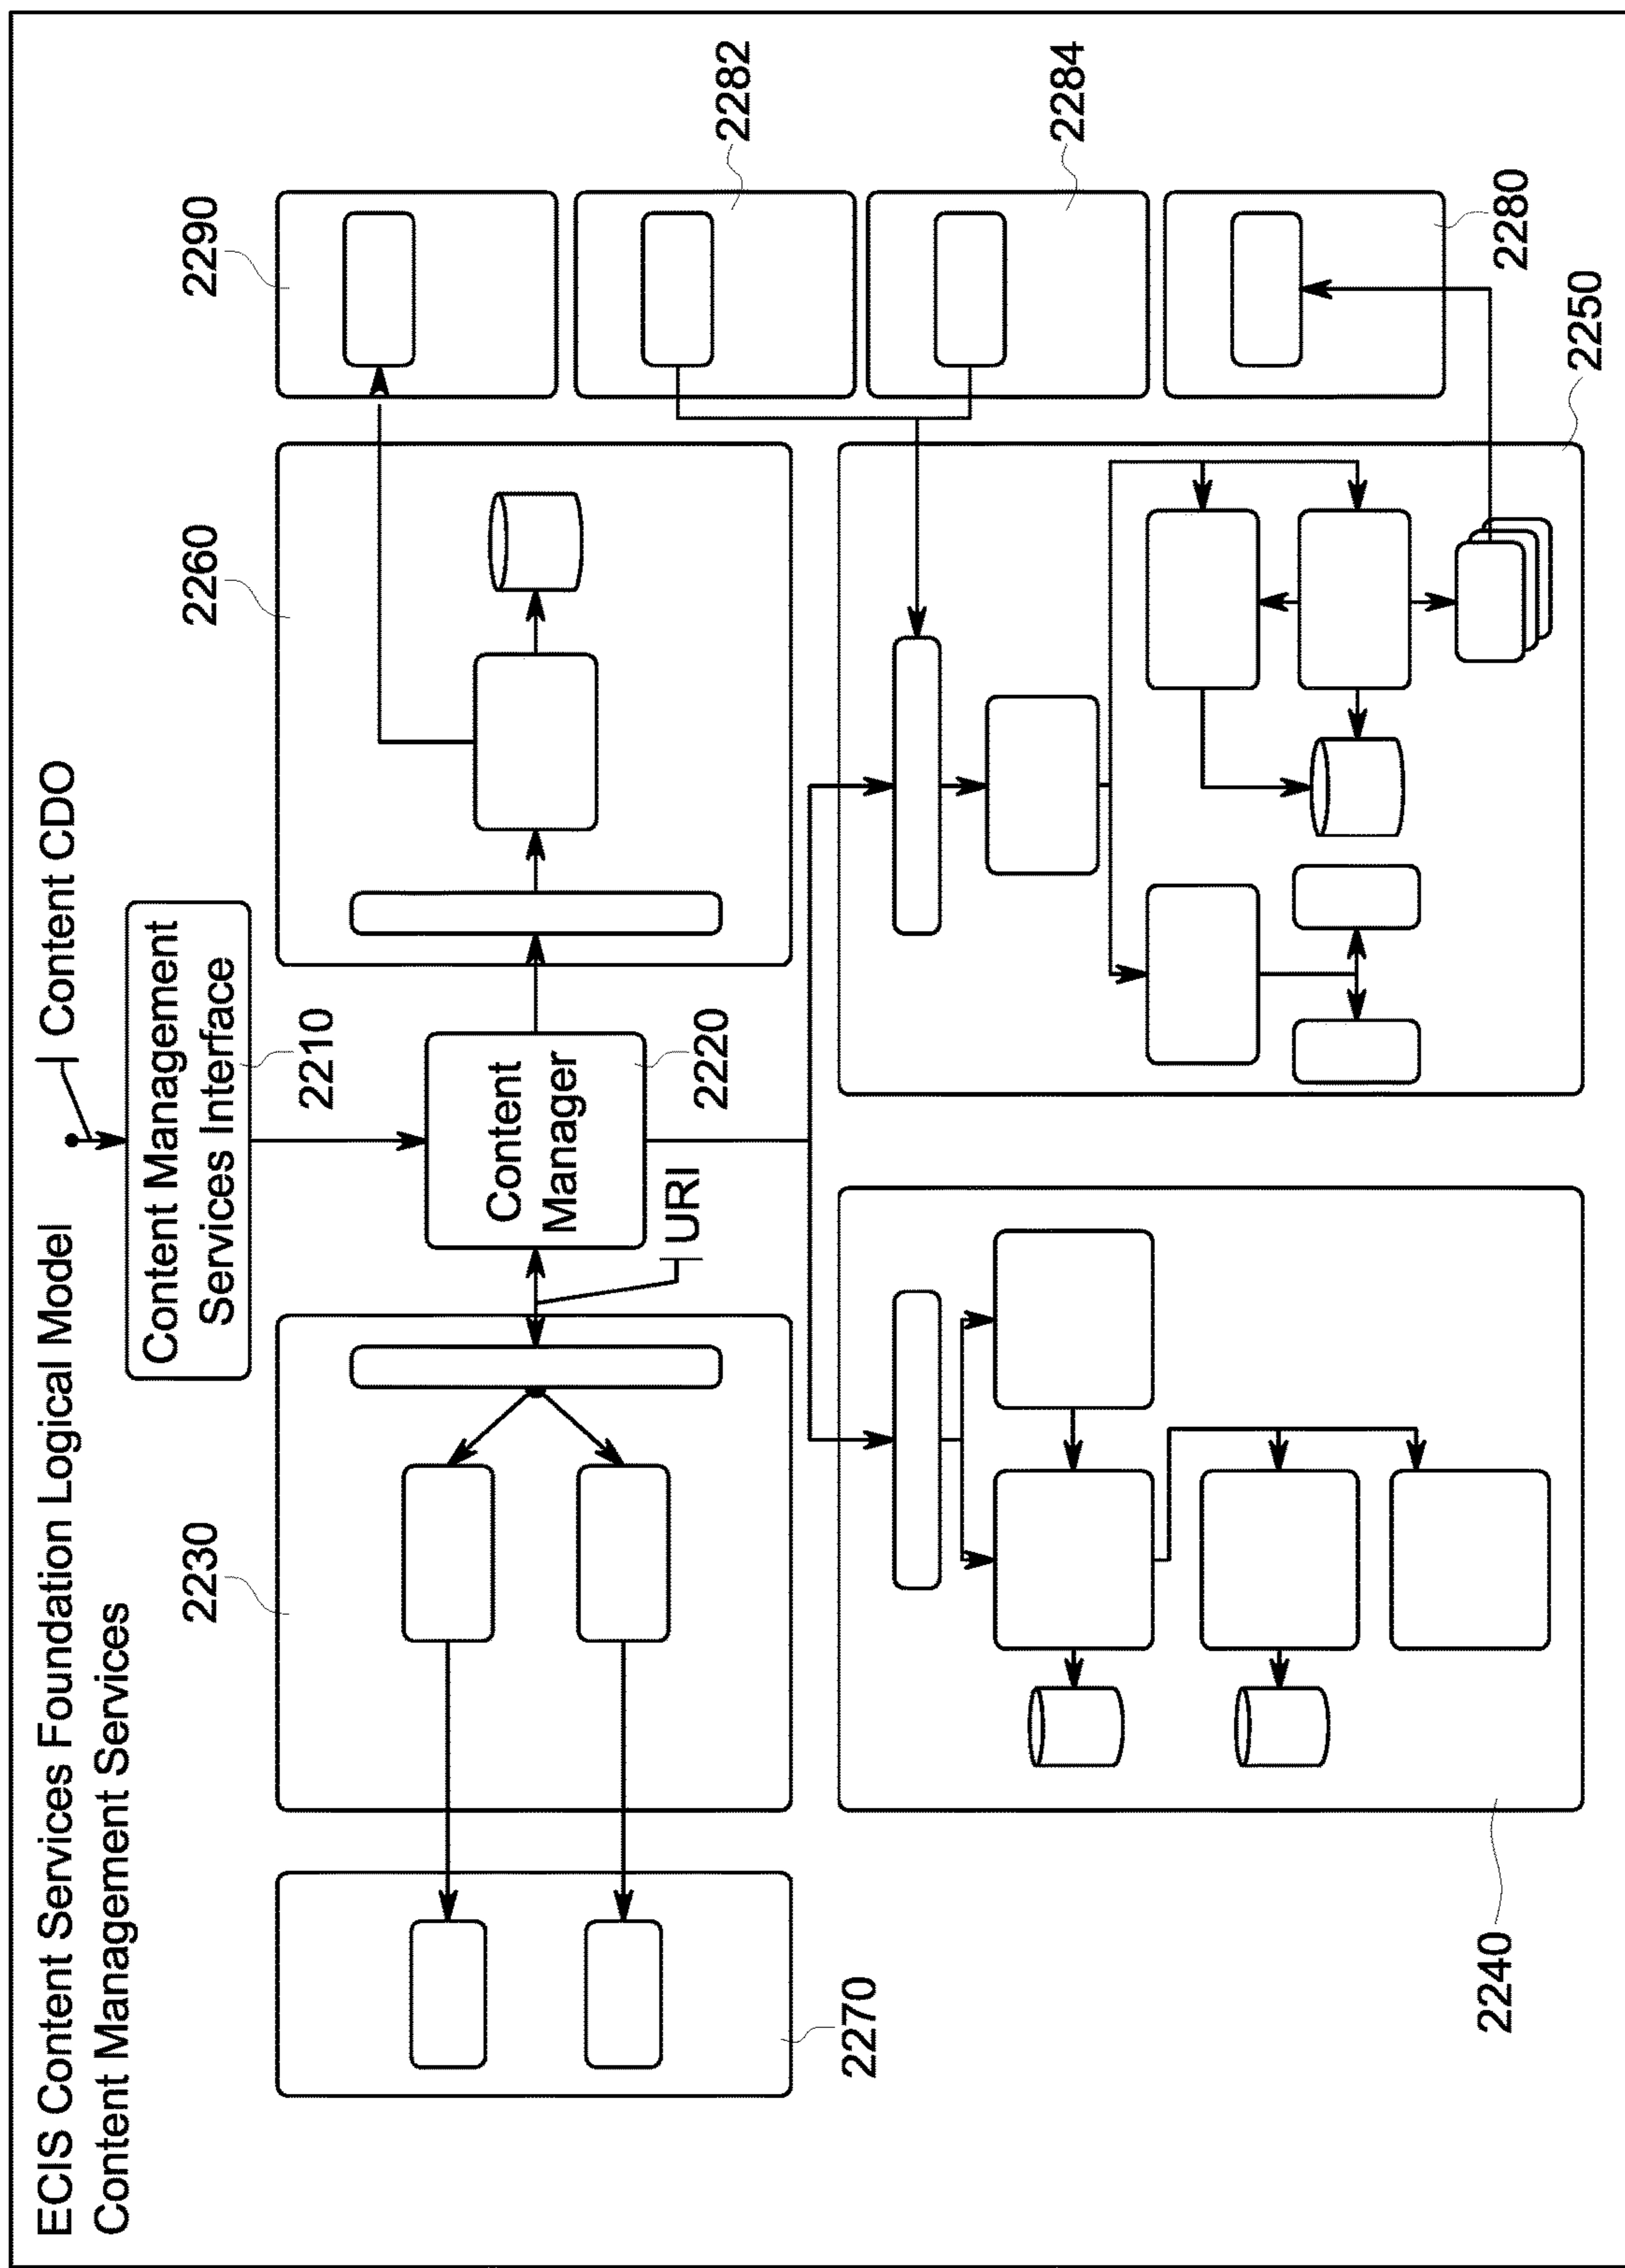 ECIS Content Services Foundation Logical Model
Content Management Services
Content CDO
Content Management
Services Interface
2210
2230
2260
2290
2282
Content
Manager
2220
URI
2270
2284
2280
2250
2240